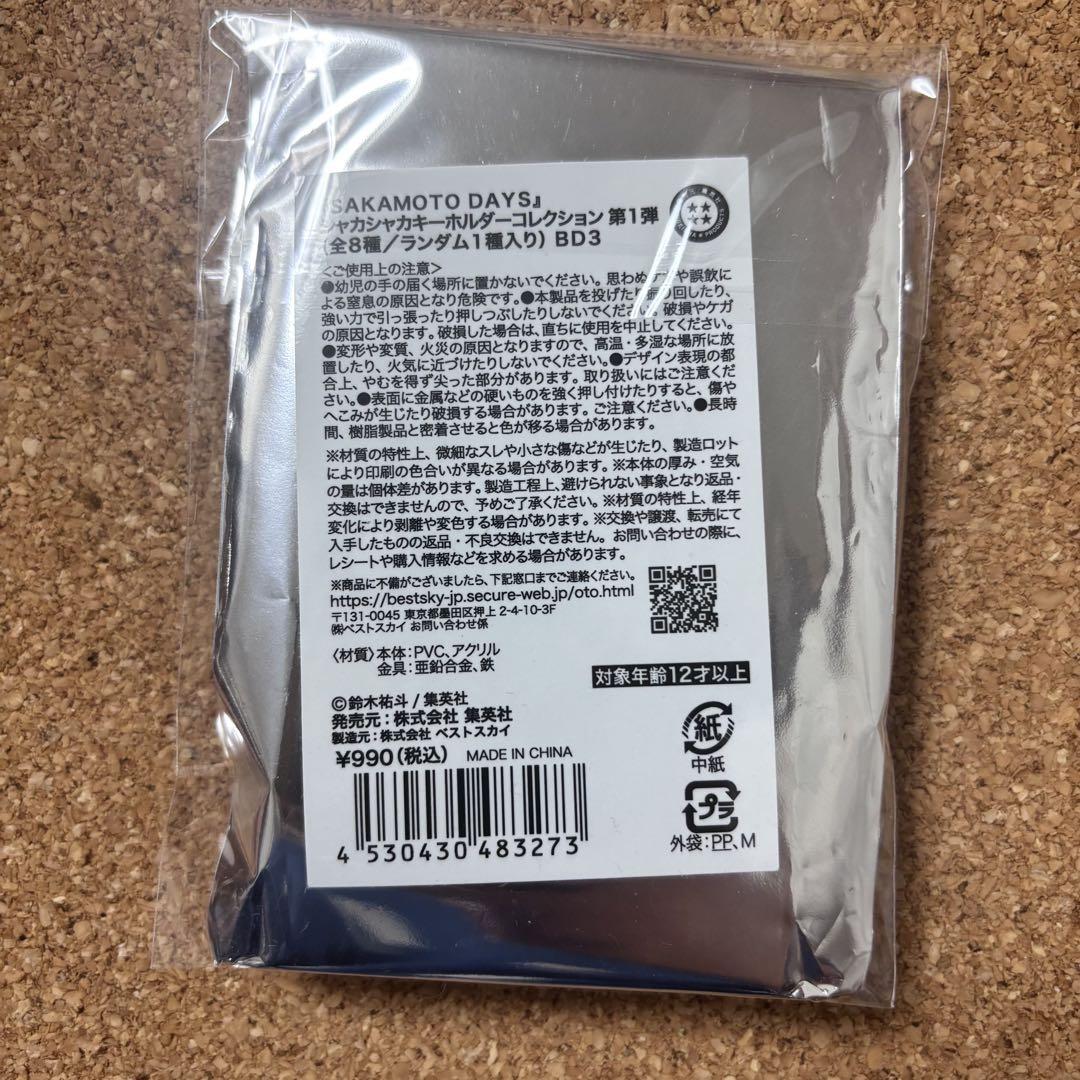 『SAKAMOTO DAYS』
シャカシャカキーホルダーコレクション 第1弾
(全8種／ランダム1種入り) BD3
＜ご使用上の注意＞
●幼児の手の届く場所に置かないでください。思わぬケガや誤飲に
よる窒息の原因となり危険です。●本製品を投げたり振り回したり、
強い力で引っ張ったり押しつぶしたりしないでください。破損やケガ
の原因となります。破損した場合は、直ちに使用を中止してください。
●変形や変質、火災の原因となりますので、高温・多湿な場所に放
置したり、火気に近づけたりしないでください。●デザイン表現の都
合上、やむを得ず尖った部分があります。取り扱いにはご注意くだ
さい。●表面に金属などの硬いものを強く押し付けたりすると、傷や
へこみが生じたり破損する場合があります。ご注意ください。●長時
間、樹脂製品と密着させると色が移る場合があります。
※材質の特性上、微細なスレや小さな傷などが生じたり、製造ロット
により印刷の色合いが異なる場合があります。※本体の厚み・空気
の量は個体差があります。製造工程上、避けられない事象となり返品・
交換はできませんので、予めご了承ください。※材質の特性上、経年
変化により剥離や変色する場合があります。※交換や譲渡、転売にて
入手したものの返品・不良交換はできません。お問い合わせの際に、
レシートや購入情報などを求める場合があります。
※商品に不備がございましたら、下記窓口までご連絡ください。
https://bestsky-jp.secure-web.jp/oto.html
〒131-0045 東京都墨田区押上 2-4-10-3F
㈱ベストスカイ お問い合わせ係
〈材質〉本体：PVC、アクリル
金具：亜鉛合金、鉄
対象年齢12才以上
©鈴木祐斗 / 集英社
発売元：株式会社 集英社
製造元：株式会社 ベストスカイ
¥990(税込) MADE IN CHINA
4 530430 483273
紙
中紙
プラ
外袋：PP、M